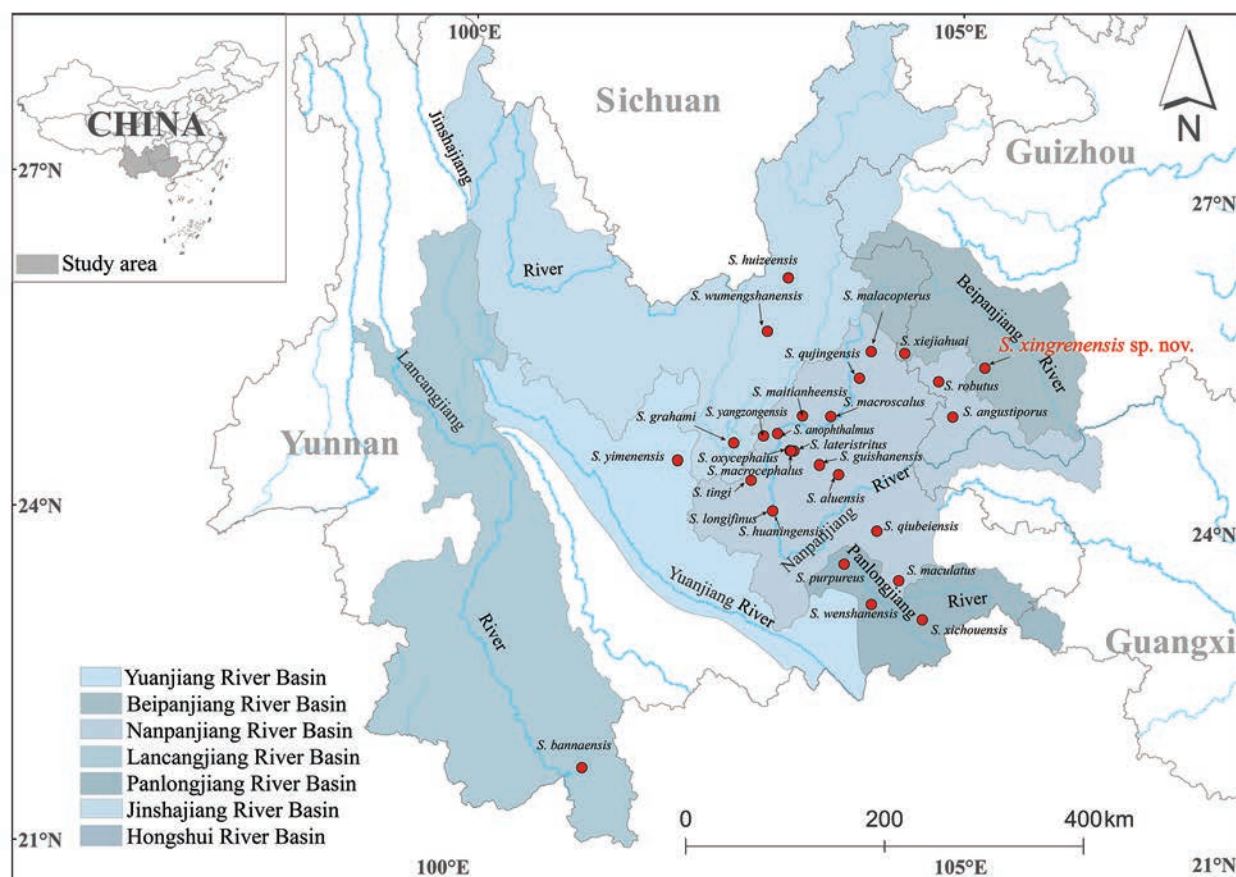 100°E
105°E
CHINA
Study area
Sichuan
Guizhou
N
27°N
27°N
Jinshajiang
River
S. huizeensis
S. wumengshanensis
S. malacopterus
Beipanjiang
River
S. xiejiahuai
S. xingrenensis sp. nov.
S. qujingensis
S. robutus
S. maitianheensis
S. macroscalus
S. angustiporus
Lancangjiang
River
S. grahami
S. yangzongensis
S. anophthalmus
S. lateristritus
S. oxycephalus
S. guishanensis
S. yimenensis
S. macrocephalus
Yunnan
S. tingi
S. aluensis
Nanpanjiang
River
24°N
24°N
S. longifinus
S. huaningensis
S. qiubeiensis
Panlongjiang
River
S. purpureus
S. maculatus
Yuanjiang River
S. wenshanensis
S. xichouensis
Guangxi
Yuanjiang River Basin
Beipanjiang River Basin
Nanpanjiang River Basin
Lancangjiang River Basin
Panlongjiang River Basin
Jinshajiang River Basin
Hongshui River Basin
S. bannaensis
0 200 400km
21°N
100°E
105°E
21°N